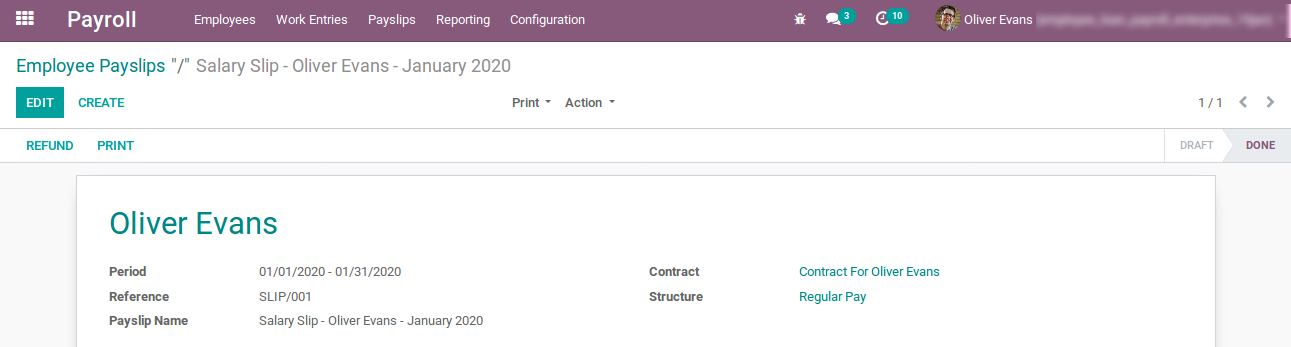 Payroll Employees Work Entries Payslips Reporting Configuration 3 10 Oliver Evans
Employee Payslips "/" Salary Slip - Oliver Evans - January 2020
EDIT CREATE Print Action 1 / 1
REFUND PRINT DRAFT DONE
Oliver Evans
Period 01/01/2020 - 01/31/2020 Contract Contract For Oliver Evans
Reference SLIP/001 Structure Regular Pay
Payslip Name Salary Slip - Oliver Evans - January 2020